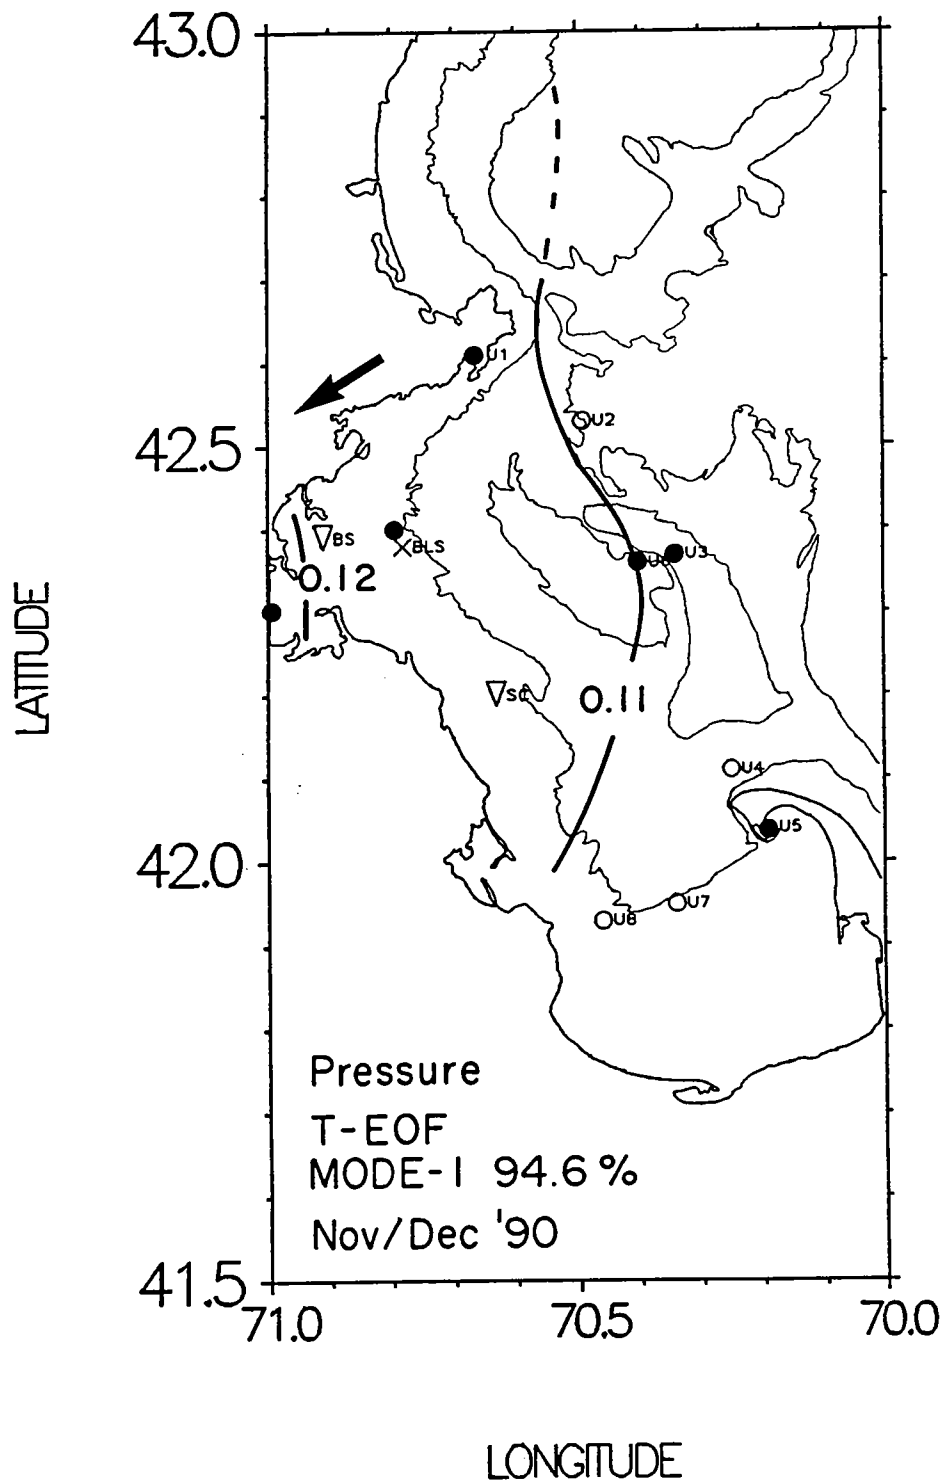 43.0
U1
U2
42.5
BS
BLS
U3
0.12
LATITUDE
0.11
U4
U5
42.0
U7
U8
Pressure
T-EOF
MODE-1 94.6%
Nov/Dec '90
41.5
71.0 70.5 70.0
LONGITUDE